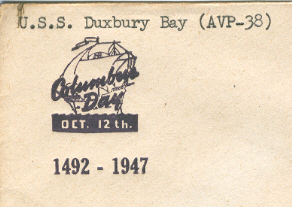 U.S.S. Duxbury Bay (AVP-38)
Columbus
Day
OCT. 12th.
1492 - 1947